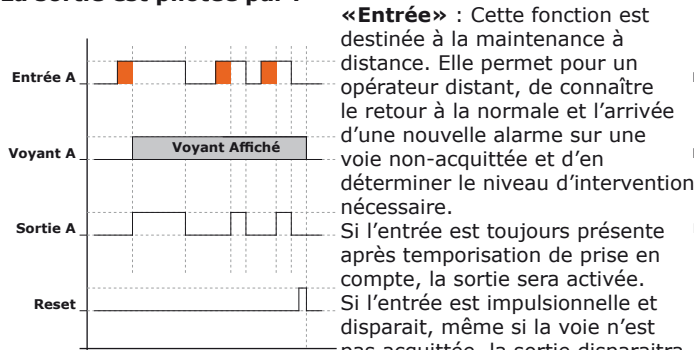 La sortie est pilotée par :
Entrée A
Voyant A
Voyant Affiché
Sortie A
Reset
«Entrée» : Cette fonction est
destinée à la maintenance à
distance. Elle permet pour un
opérateur distant, de connaître
le retour à la normale et l’arrivée
d’une nouvelle alarme sur une
voie non-acquittée et d’en
déterminer le niveau d’intervention
nécessaire.
Si l’entrée est toujours présente
après temporisation de prise en
compte, la sortie sera activée.
Si l’entrée est impulsionnelle et
disparait, même si la voie n’est
pas acquittée, la sortie disparaitra